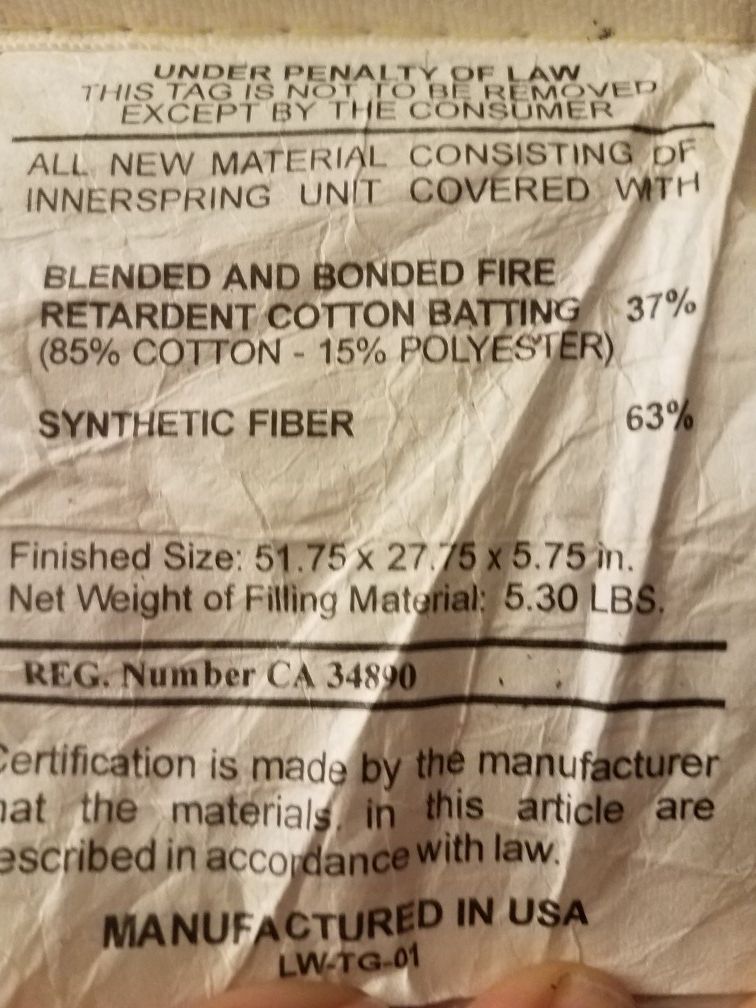 UNDER PENALTY OF LAW
THIS TAG IS NOT TO BE REMOVED
EXCEPT BY THE CONSUMER
ALL NEW MATERIAL CONSISTING OF
INNERSPRING UNIT COVERED WITH
BLENDED AND BONDED FIRE
RETARDENT COTTON BATTING 37%
(85% COTTON - 15% POLYESTER)
SYNTHETIC FIBER 63%
Finished Size: 51.75 x 27.75 x 5.75 in.
Net Weight of Filling Material: 5.30 LBS.
REG. Number CA 34890
Certification is made by the manufacturer
hat the materials in this article are
escribed in accordance with law.
MANUFACTURED IN USA
LW-TG-01